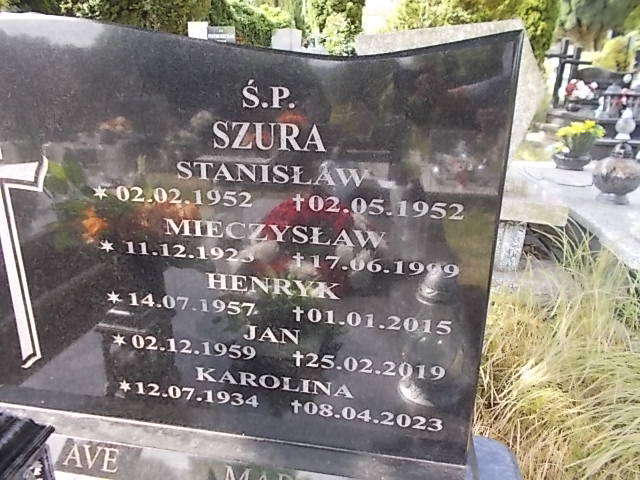 Ś.P.
SZURA
STANISŁAW
✶ 02.02.1952 ✝02.05.1952
MIECZYSŁAW
✶ 11.12.1923 ✝17.06.1999
HENRYK
✶ 14.07.1957 ✝01.01.2015
JAN
✶ 02.12.1959 ✝25.02.2019
KAROLINA
✶ 12.07.1934 ✝08.04.2023
AVE